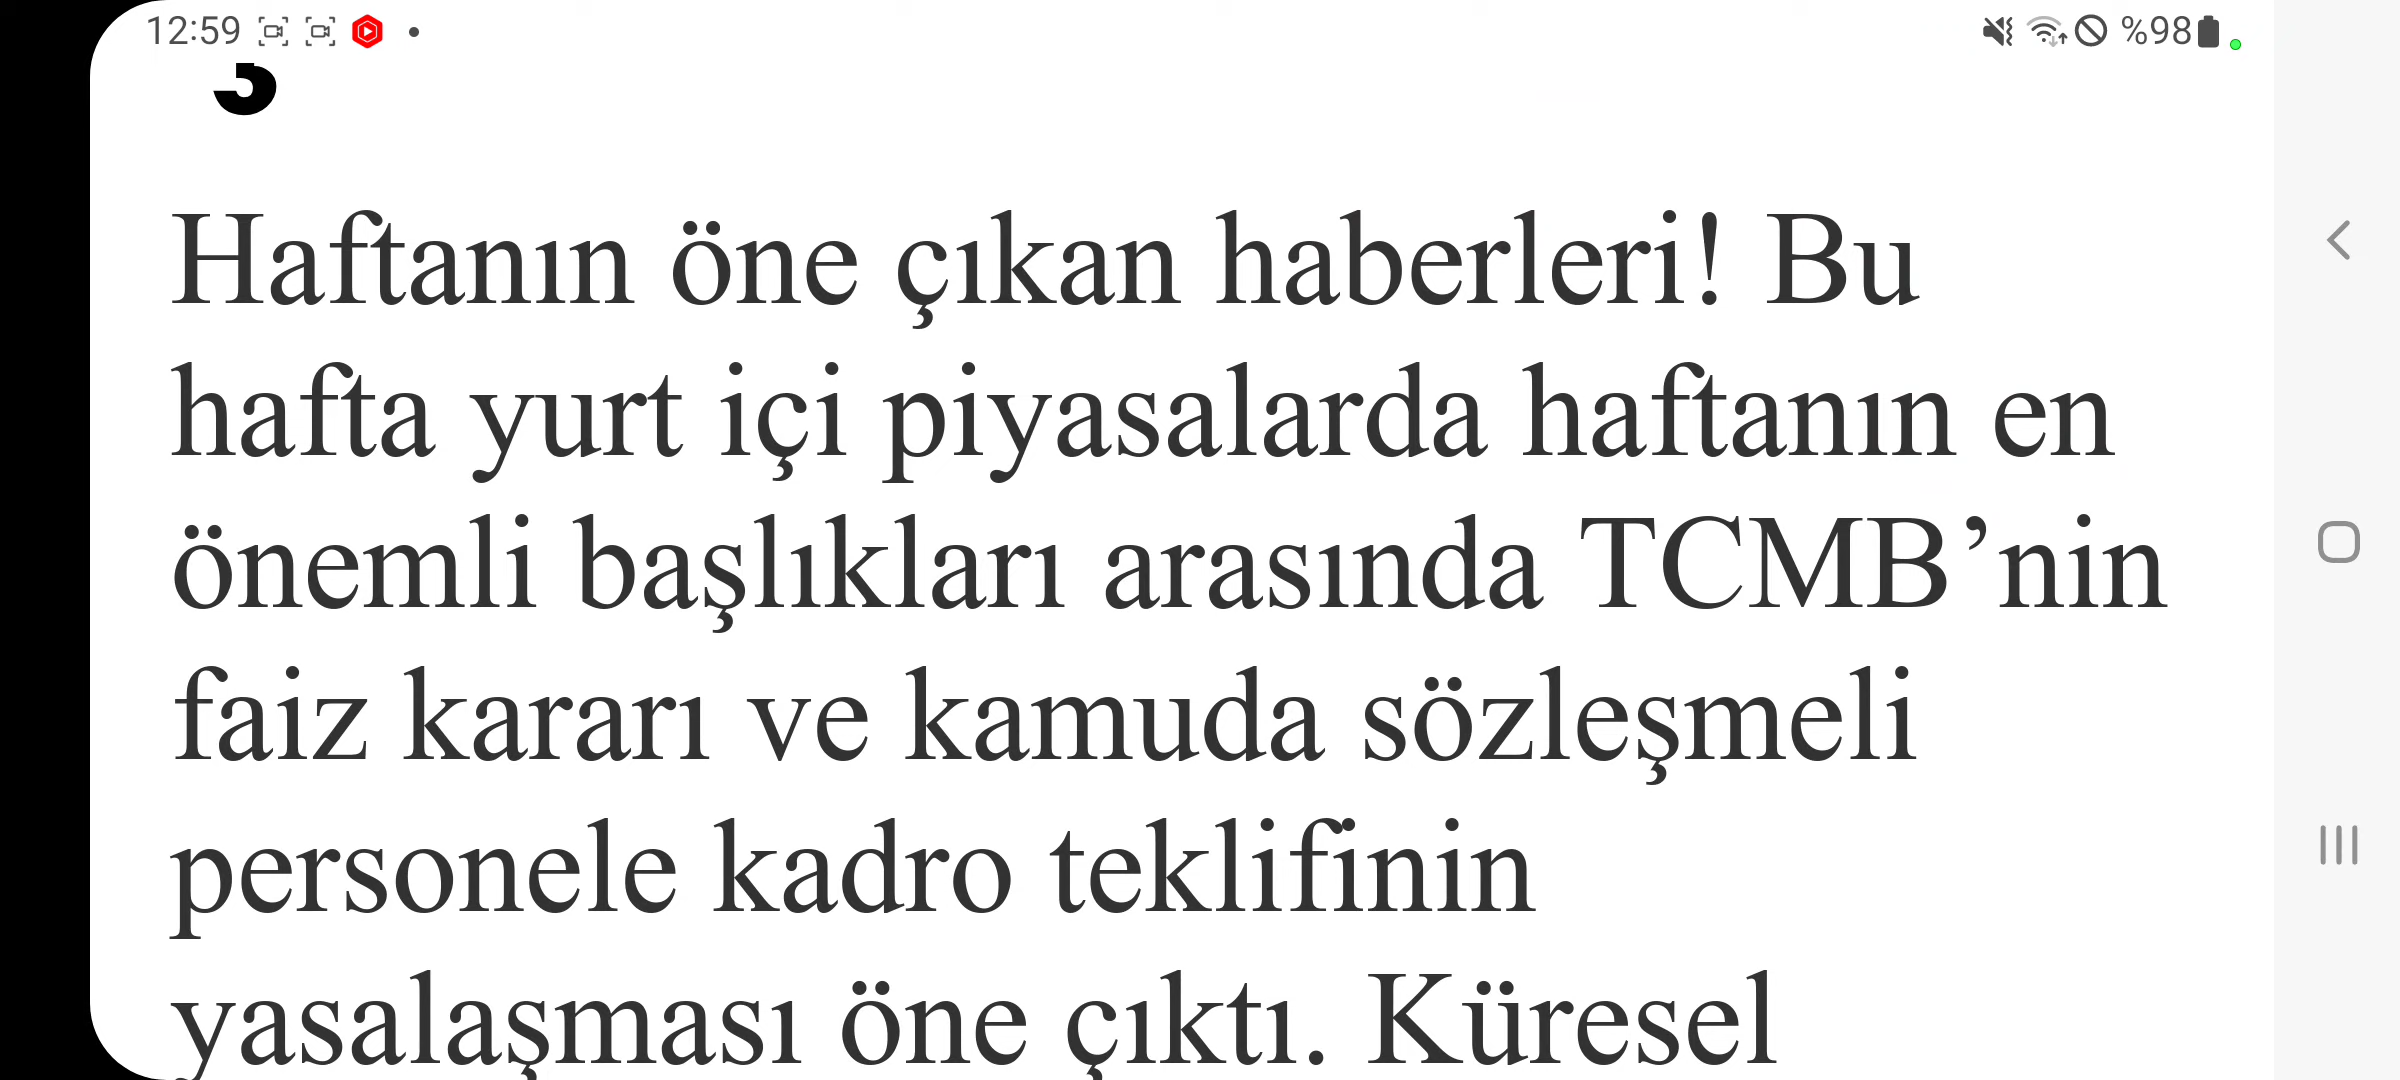 12:59 %98
Haftanın öne çıkan haberleri! Bu
hafta yurt içi piyasalarda haftanın en
önemli başlıkları arasında TCMB’nin
faiz kararı ve kamuda sözleşmeli
personele kadro teklifinin
yasalaşması öne çıktı. Küresel